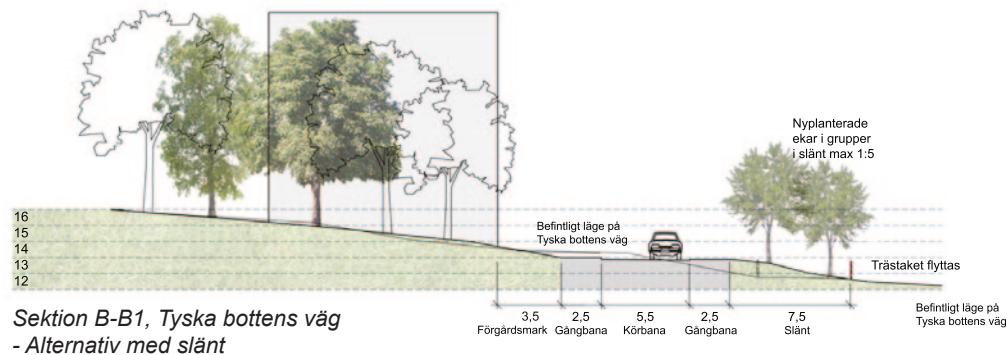 Nyplanterade
ekar i grupper
i slänt max 1:5
16
15
14
13
12
Befintligt läge på
Tyska bottens väg
Trästaket flyttas
3,5 2,5 5,5 2,5 7,5
Förgårdsmark Gångbana Körbana Gångbana Slänt
Befintligt läge på
Tyska bottens väg
Sektion B-B1, Tyska bottens väg
- Alternativ med slänt